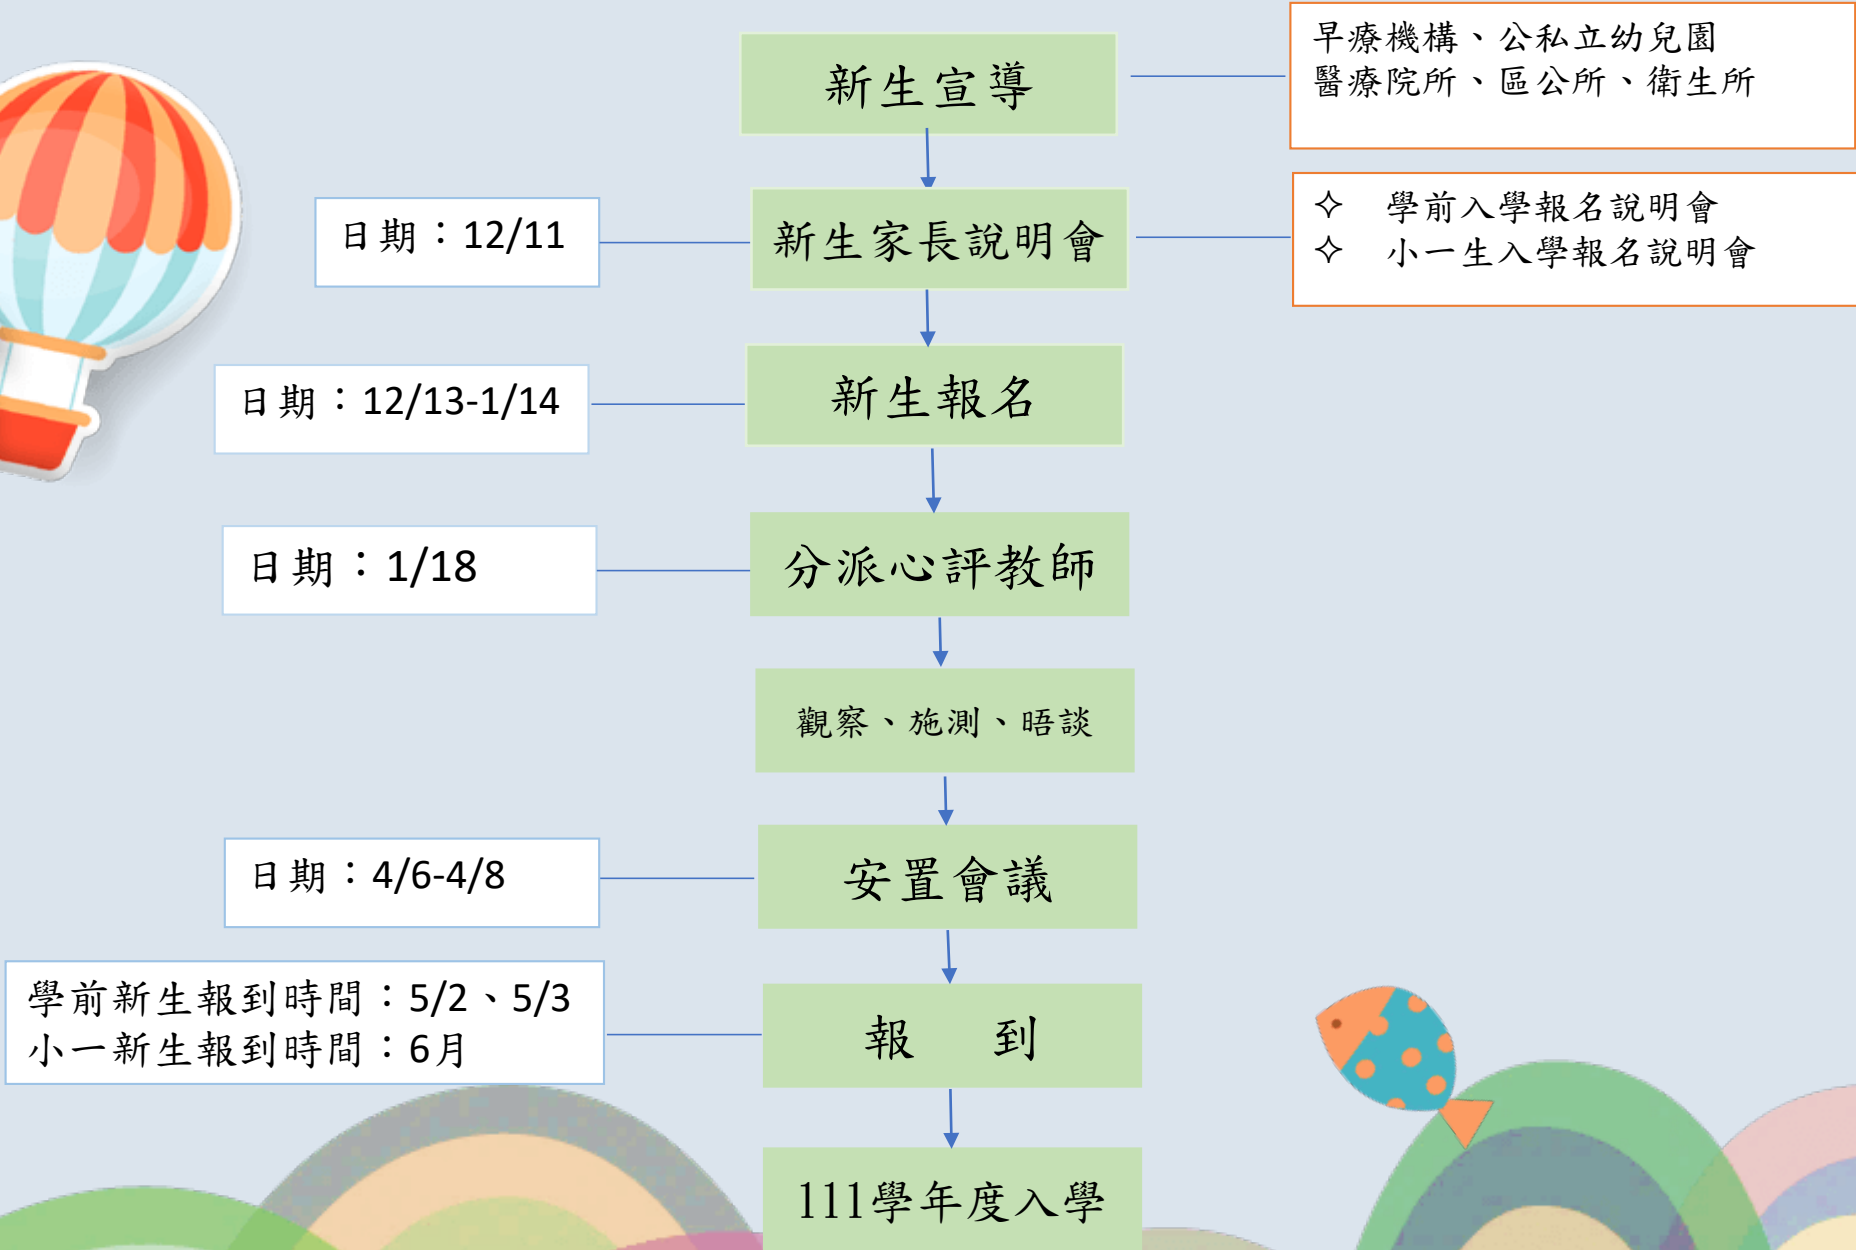 新生宣導
早療機構、公私立幼兒園
醫療院所、區公所、衛生所
日期：12/11
新生家長說明會
✧ 學前入學報名說明會
✧ 小一生入學報名說明會
日期：12/13-1/14
新生報名
日期：1/18
分派心評教師
觀察、施測、晤談
日期：4/6-4/8
安置會議
學前新生報到時間：5/2、5/3
小一新生報到時間：6月
報 到
111學年度入學